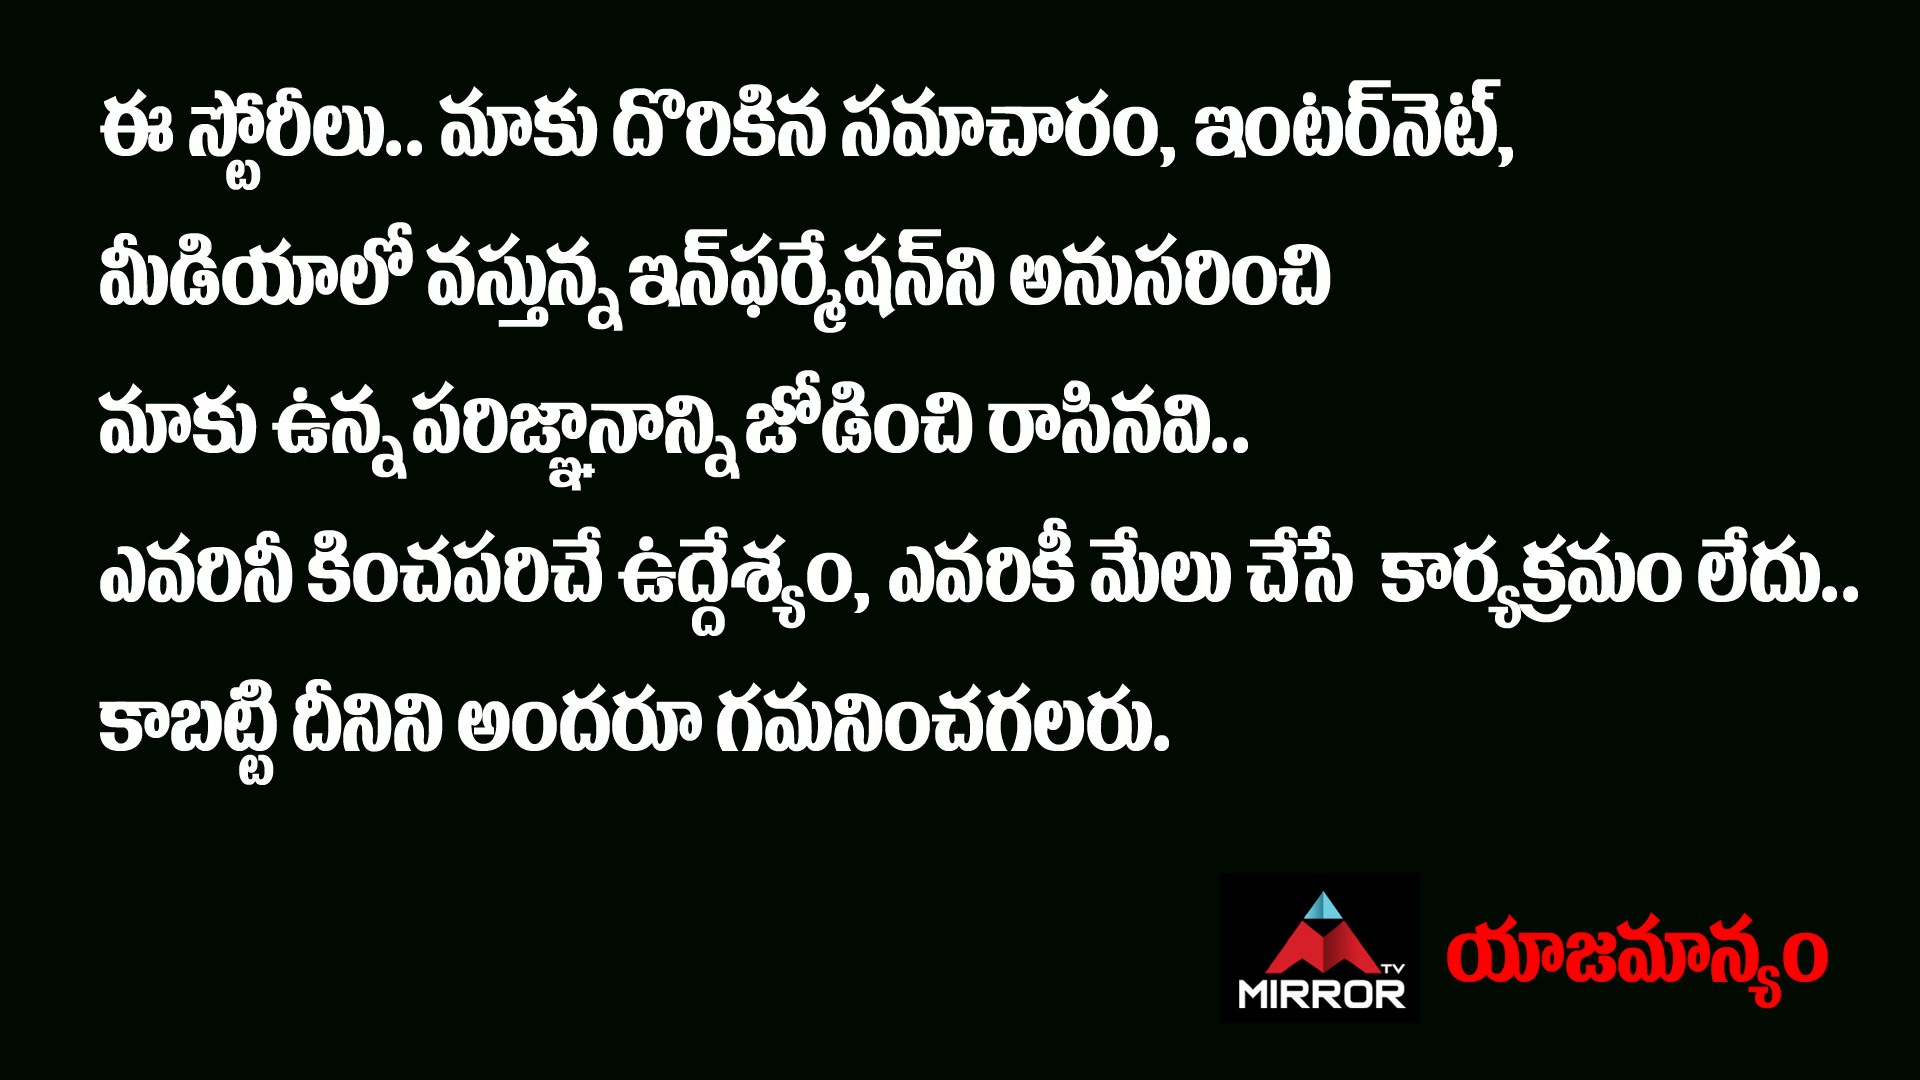 ఈ స్టోరీలు.. మాకు దొరికిన సమాచారం, ఇంటర్‌నెట్,
మీడియాలో వస్తున్న ఇన్‌ఫర్మేషన్‌ని అనుసరించి
మాకు ఉన్న పరిజ్ఞానాన్ని జోడించి రాసినవి..
ఎవరినీ కించపరిచే ఉద్దేశ్యం, ఎవరికీ మేలు చేసే కార్యక్రమం లేదు..
కాబట్టి దీనిని అందరూ గమనించగలరు.
TV
MIRROR
యాజమాన్యం